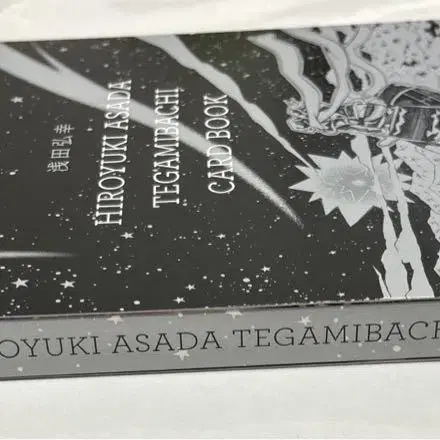 浅田弘幸
HIROYUKI ASADA
TEGAMIBACHI
CARD BOOK
OYUKI ASADA TEGAMIBACH